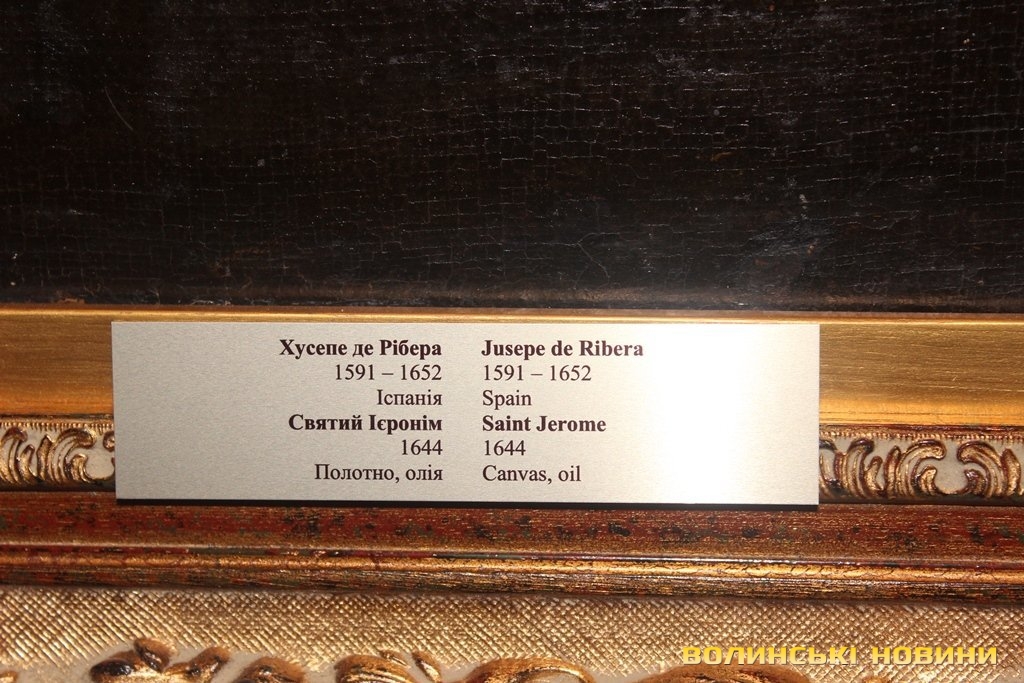 Хусепе де Рібера
1591 – 1652
Іспанія
Святий Ієронім
1644
Полотно, олія
Jusepe de Ribera
1591 – 1652
Spain
Saint Jerome
1644
Canvas, oil
ВОЛИНСЬКІ НОВИНИ